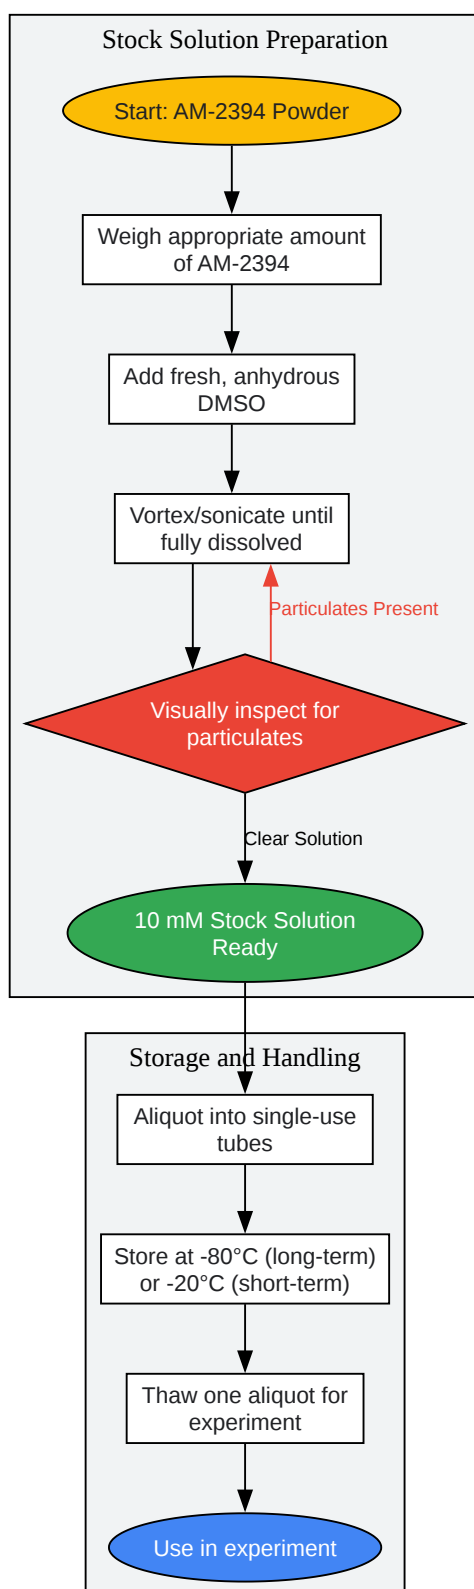 Stock Solution Preparation
Start: AM-2394 Powder
Weigh appropriate amount
of AM-2394
Add fresh, anhydrous
DMSO
Vortex/sonicate until
fully dissolved
Particulates Present
Visually inspect for
particulates
Clear Solution
10 mM Stock Solution
Ready
Storage and Handling
Aliquot into single-use
tubes
Store at -80°C (long-term)
or -20°C (short-term)
Thaw one aliquot for
experiment
Use in experiment